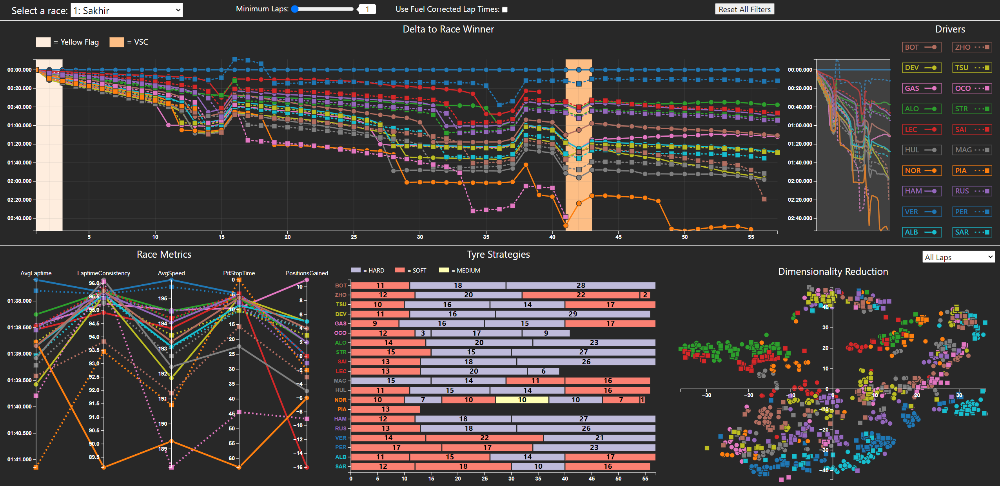 Select a race: 1: Sakhir Minimum Laps: 1 Use Fuel Corrected Lap Times: Reset All Filters
Delta to Race Winner
= Yellow Flag = VSC
00:00.000
00:20.000
00:40.000
01:00.000
01:20.000
01:40.000
02:00.000
02:20.000
02:40.000
5 10 15 20 25 30 35 40 45 50 55
00:00.000
00:20.000
00:40.000
01:00.000
01:20.000
01:40.000
02:00.000
02:20.000
02:40.000
Drivers
BOT ZHO
DEV TSU
GAS OCO
ALO STR
LEC SAI
HUL MAG
NOR PIA
HAM RUS
VER PER
ALB SAR
Race Metrics
AvgLaptime LaptimeConsistency AvgSpeed PitStopTime PositionsGained
01:38.000
01:38.500
01:39.000
01:39.500
01:40.000
01:40.500
01:41.000
96.0
95.5
95.0
94.5
94.0
93.5
93.0
92.5
92.0
91.5
91.0
90.5
90.0
89.5
195
194
193
192
191
190
189
0
5
10
15
20
25
30
35
40
45
50
55
60
10
8
6
4
2
0
−2
−4
−6
−8
−10
−12
−14
−16
Tyre Strategies
= HARD = SOFT = MEDIUM
BOT 11 18 28
ZHO 12 20 22 2
TSU 10 16 14 17
DEV 11 16 29
GAS 9 16 15 17
OCO 12 3 17 9
ALO 14 20 23
STR 15 15 27
SAI 13 18 26
LEC 13 20 6
MAG 15 14 11 16
HUL 11 15 14 16
NOR 10 7 10 10 10 7 1
PIA 13
HAM 12 18 27
RUS 13 18 26
VER 14 22 21
PER 17 17 23
ALB 11 15 14 17
SAR 12 18 10 16
0 5 10 15 20 25 30 35 40 45 50 55
All Laps
Dimensionality Reduction
40
30
20
10
0
−10
−20
−30
−40
−30 −20 −10 0 10 20 30